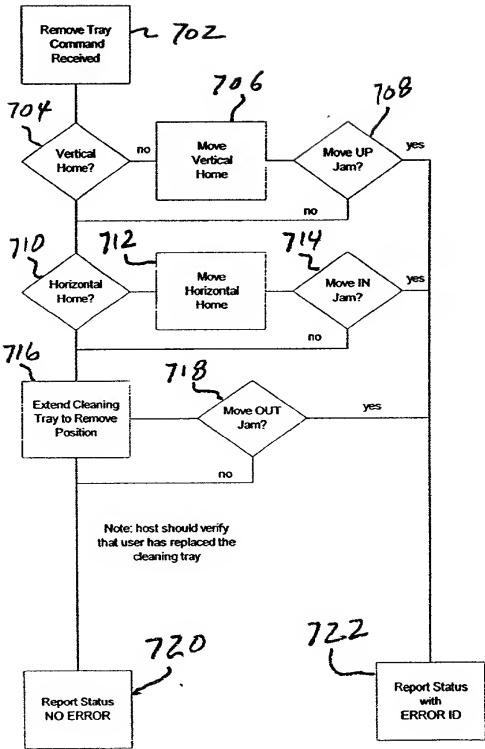 Remove Tray
Command
Received
702
704
Vertical
Home?
no
706
Move
Vertical
Home
708
Move UP
Jam?
yes
no
710
Horizontal
Home?
712
Move
Horizontal
Home
714
Move IN
Jam?
yes
no
716
Extend Cleaning
Tray to Remove
Position
718
Move OUT
Jam?
yes
no
Note: host should verify
that user has replaced the
cleaning tray
720
Report Status
NO ERROR
722
Report Status
with
ERROR ID